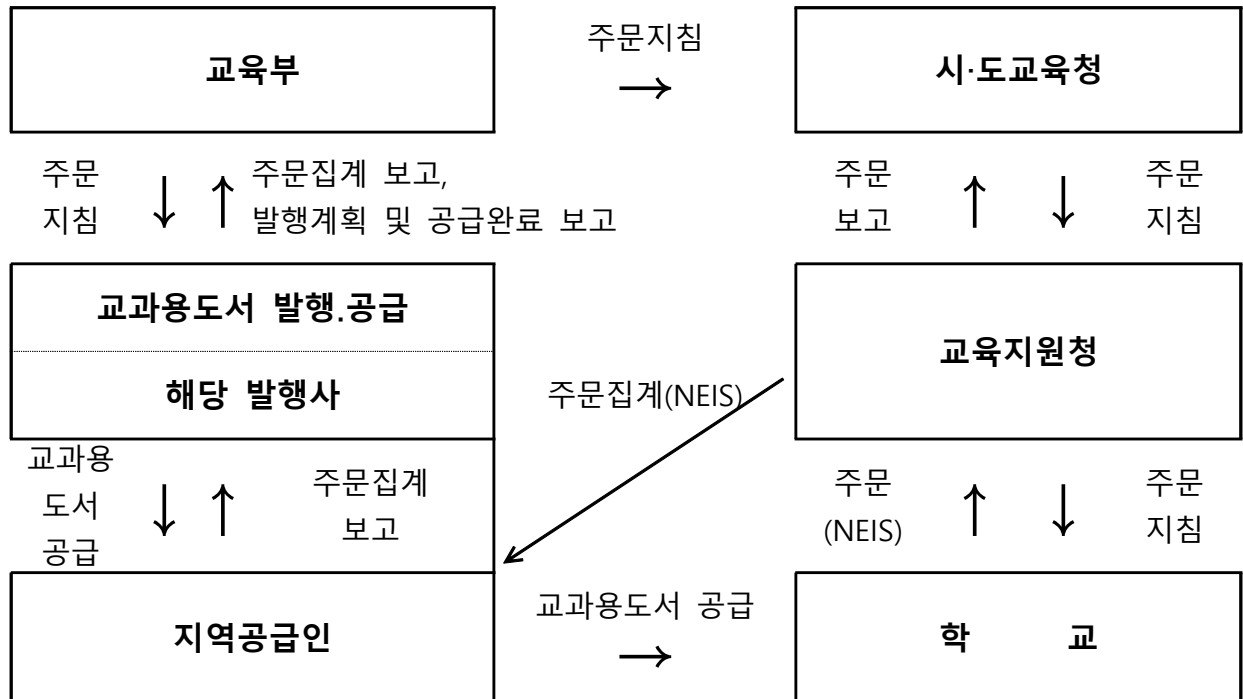 주문지침
교육부 → 시·도교육청
주문 ↓ ↑ 주문집계 보고, 주문 ↑ ↓ 주문
지침 발행계획 및 공급완료 보고 보고 지침
교과용도서 발행.공급
교육지원청
해당 발행사 주문집계(NEIS)
교과용
도서 ↓ ↑ 주문집계 주문 ↑ ↓ 주문
공급 보고 (NEIS) 지침
교과용도서 공급
지역공급인 → 학 교